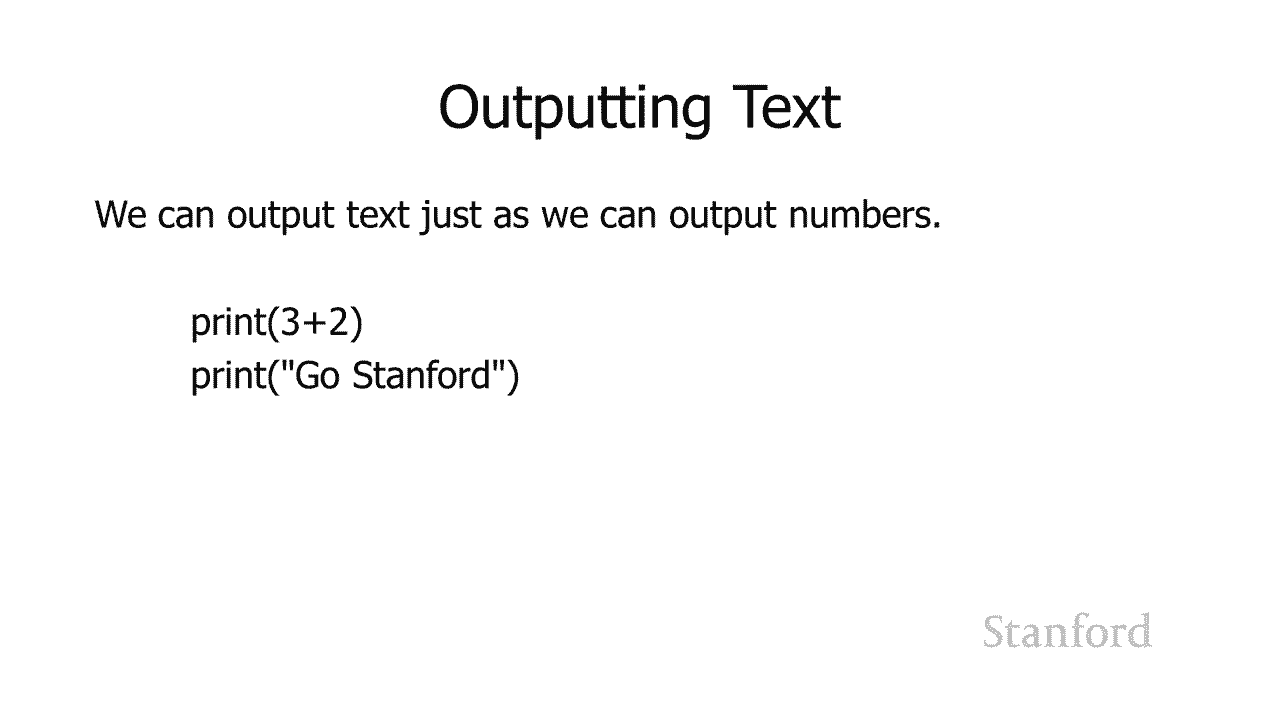 Outputting Text
We can output text just as we can output numbers.
print(3+2)
print("Go Stanford")
Stanford